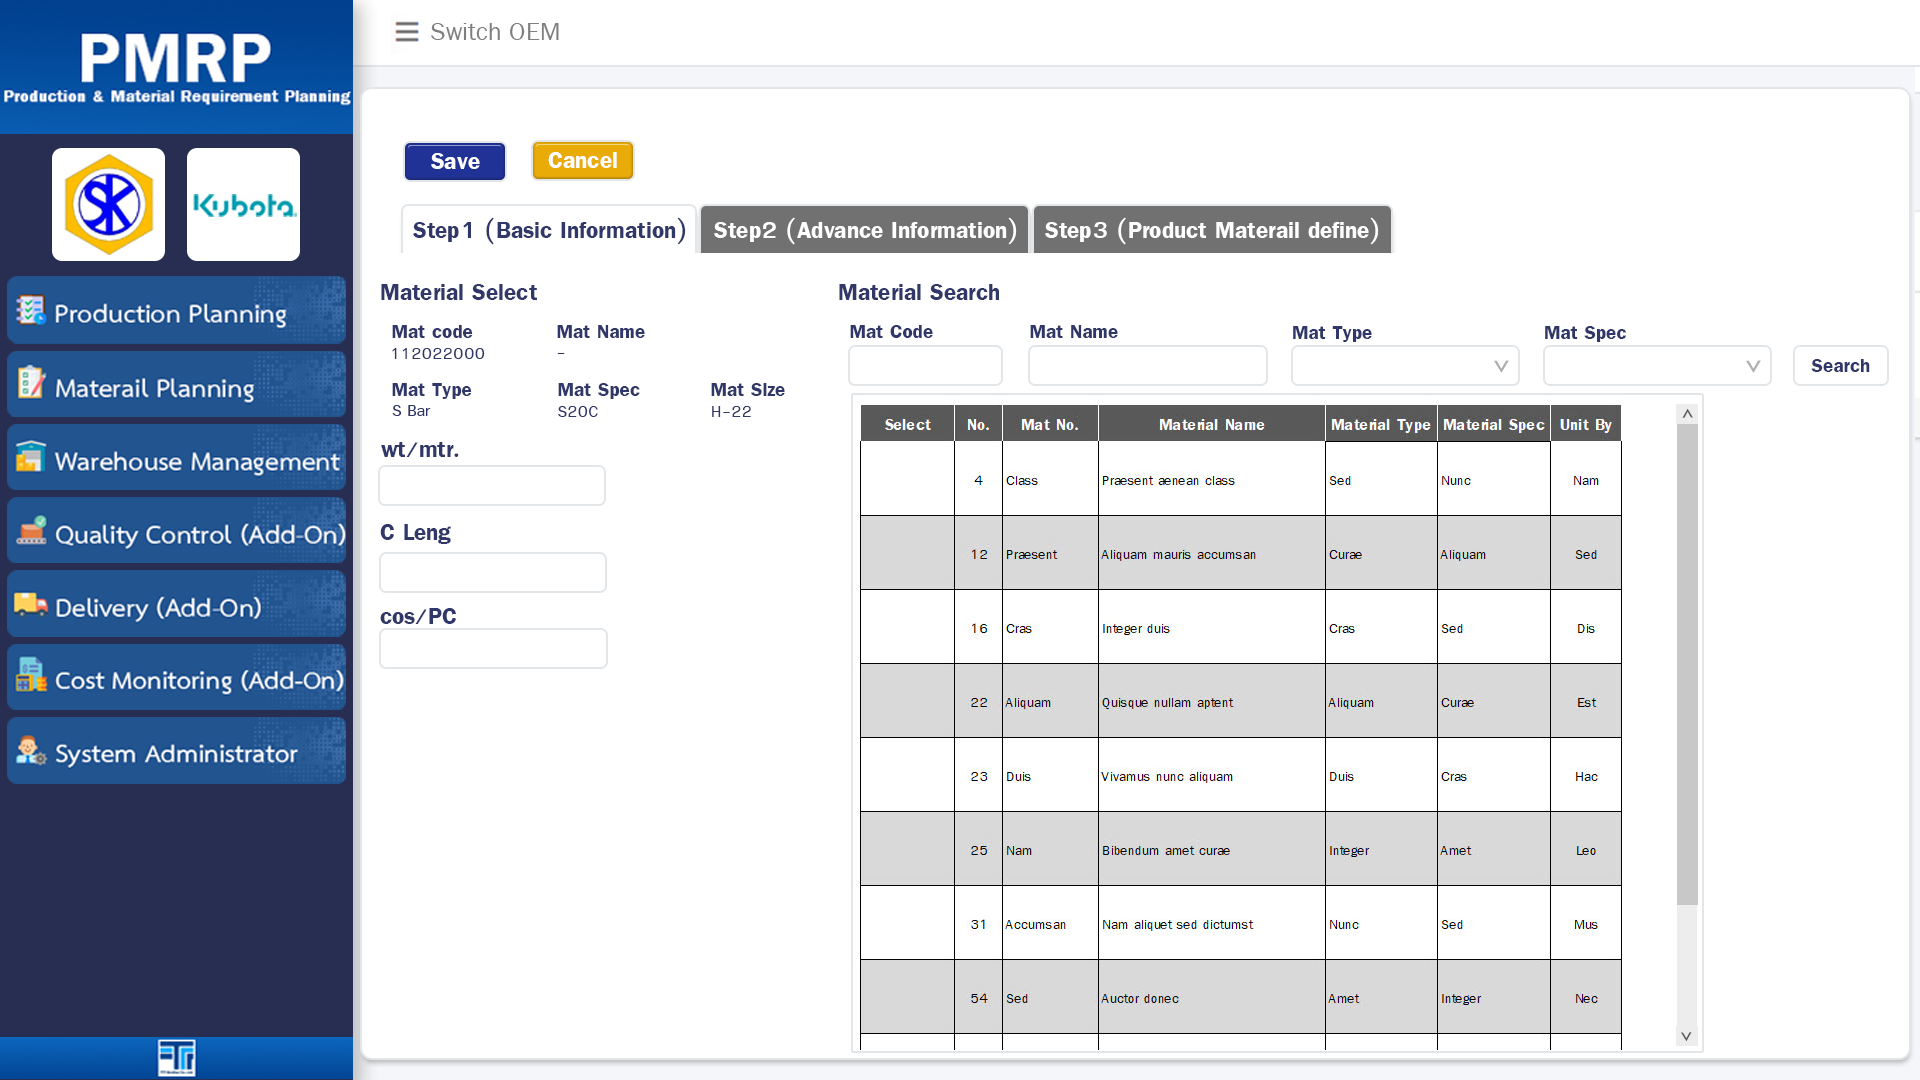 PMRP
Production & Material Requirement Planning
SK
Kubota
Production Planning
Materail Planning
Warehouse Management
Quality Control (Add-On)
Delivery (Add-On)
Cost Monitoring (Add-On)
System Administrator
Switch OEM
Save Cancel
Step1 (Basic Information) Step2 (Advance Information) Step3 (Product Materail define)
Material Select
Mat code Mat Name
112022000 -
Mat Type Mat Spec Mat SIze
S Bar S20C H-22
wt/mtr.
C Leng
cos/PC
Material Search
Mat Code Mat Name Mat Type Mat Spec
Search
Select No. Mat No. Material Name Material Type Material Spec Unit By
4 Class Praesent aenean class Sed Nunc Nam
12 Praesent Aliquam mauris accumsan Curae Aliquam Sed
16 Cras Integer duis Cras Sed Dis
22 Aliquam Quisque nullam aptent Aliquam Curae Est
23 Duis Vivamus nunc aliquam Duis Cras Hac
25 Nam Bibendum amet curae Integer Amet Leo
31 Accumsan Nam aliquet sed dictumst Nunc Sed Mus
54 Sed Auctor donec Amet Integer Nec